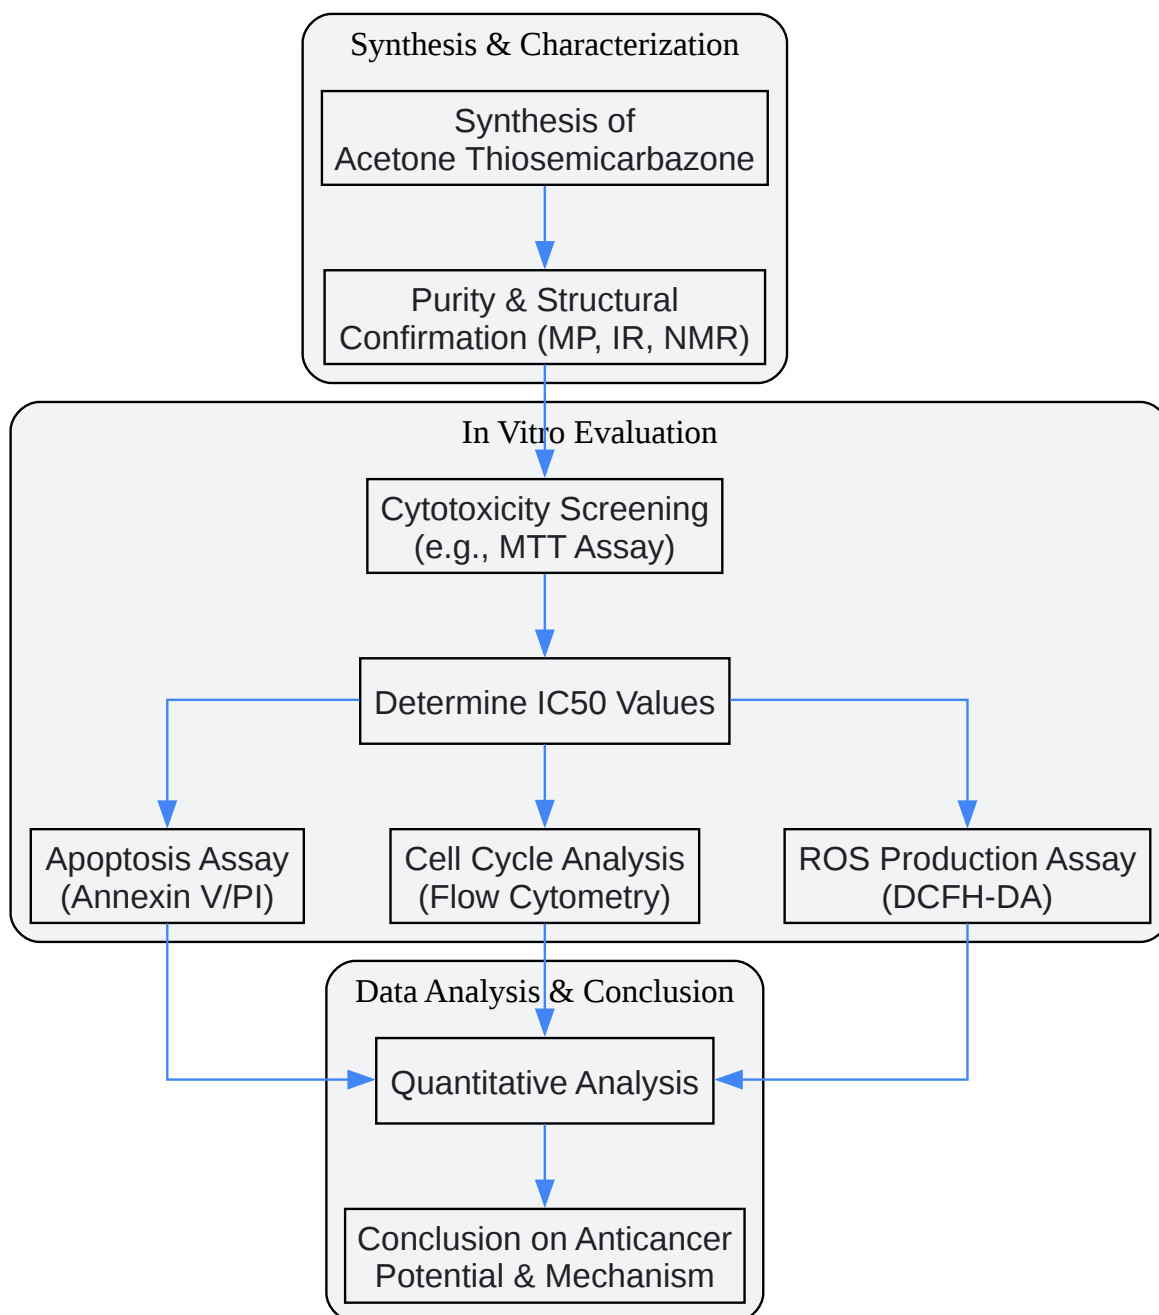 Synthesis & Characterization
Synthesis of
Acetone Thiosemicarbazone
Purity & Structural
Confirmation (MP, IR, NMR)
In Vitro Evaluation
Cytotoxicity Screening
(e.g., MTT Assay)
Determine IC50 Values
Apoptosis Assay
(Annexin V/PI)
Cell Cycle Analysis
(Flow Cytometry)
ROS Production Assay
(DCFH-DA)
Data Analysis & Conclusion
Quantitative Analysis
Conclusion on Anticancer
Potential & Mechanism